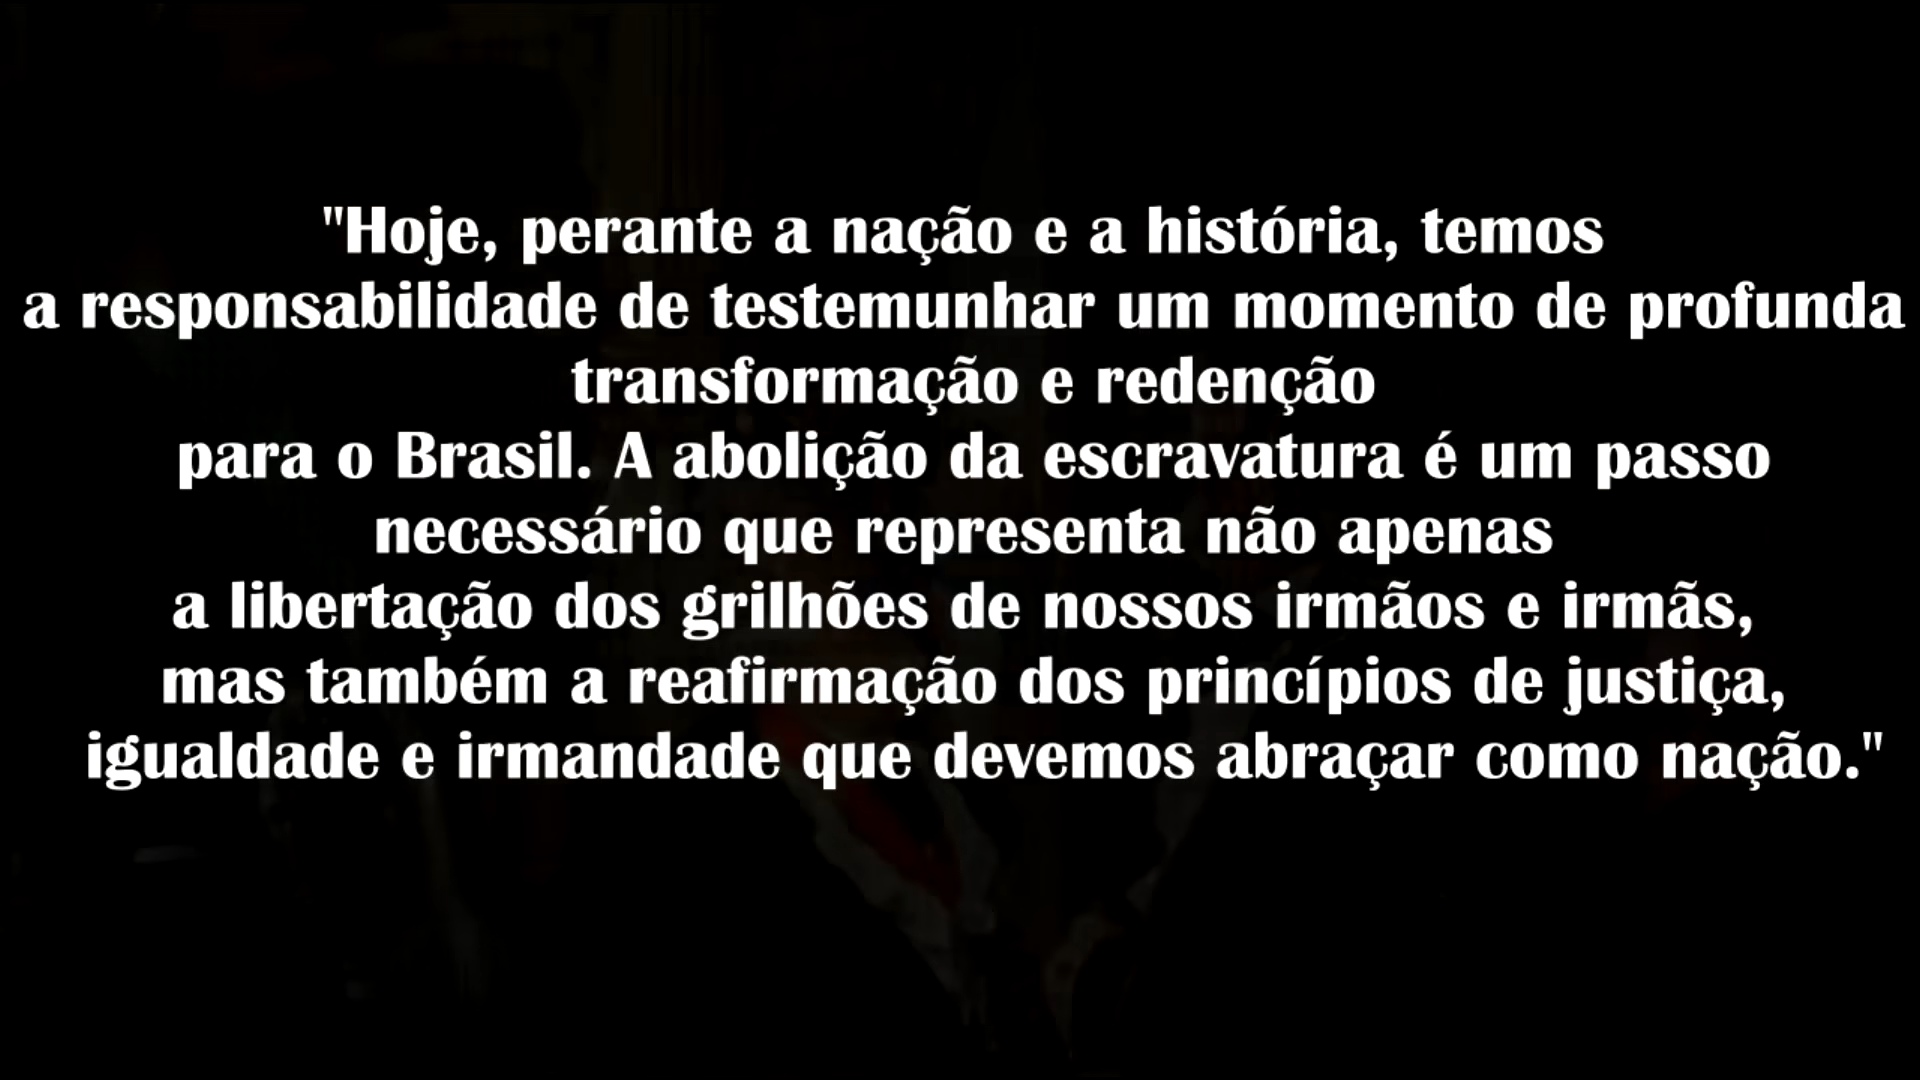 "Hoje, perante a nação e a história, temos
a responsabilidade de testemunhar um momento de profunda
transformação e redenção
para o Brasil. A abolição da escravatura é um passo
necessário que representa não apenas
a libertação dos grilhões de nossos irmãos e irmãs,
mas também a reafirmação dos princípios de justiça,
igualdade e irmandade que devemos abraçar como nação."